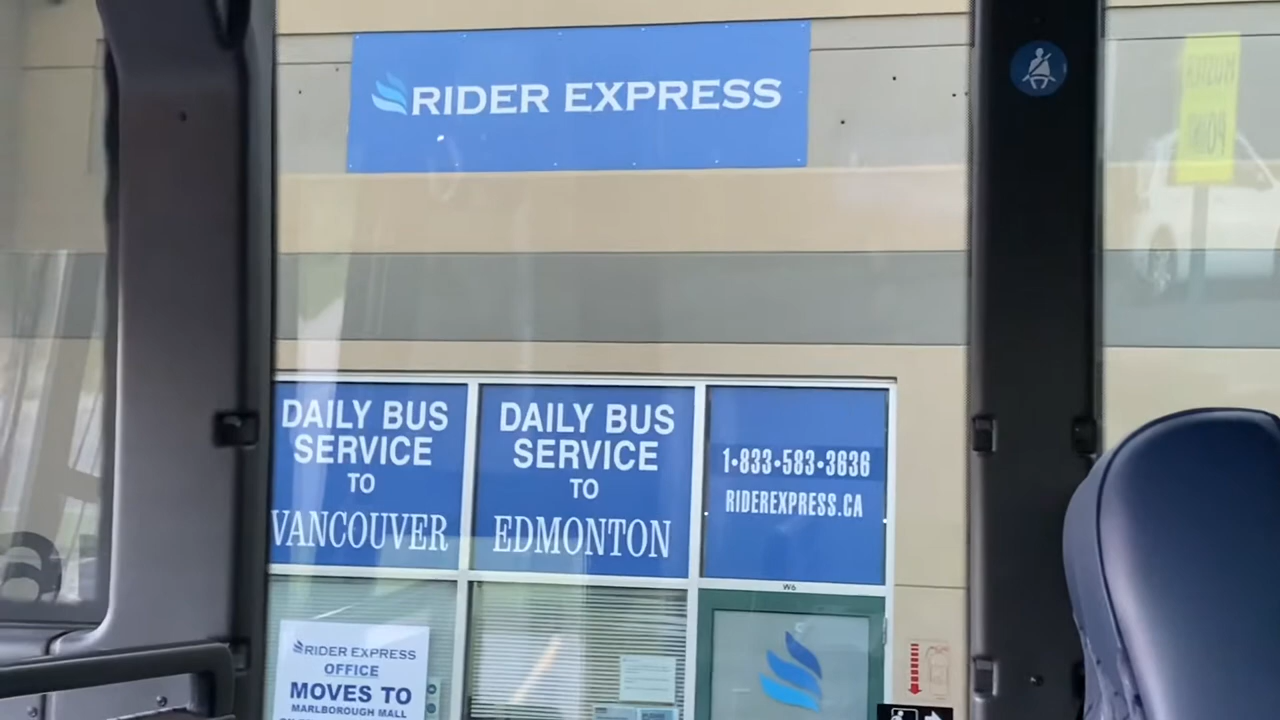 RIDER EXPRESS
DAILY BUS
SERVICE
TO
VANCOUVER
DAILY BUS
SERVICE
TO
EDMONTON
1•833•583•3636
RIDEREXPRESS.CA
W6
RIDER EXPRESS
OFFICE
MOVES TO
MARLBOROUGH MALL